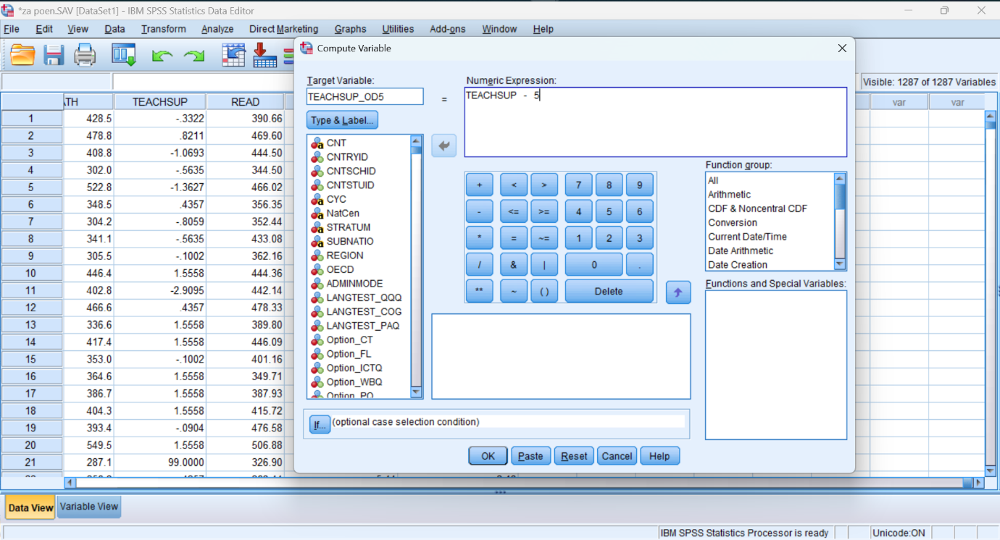 *za poen.SAV [DataSet1] - IBM SPSS Statistics Data Editor
File Edit View Data Transform Analyze Direct Marketing Graphs Utilities Add-ons Window Help
Visible: 1287 of 1287 Variables
TEACHSUP READ var var
1 428.5 -.3322 390.66
2 478.8 .8211 469.60
3 408.8 -1.0693 444.50
4 302.0 -.5635 344.50
5 522.8 -1.3627 466.02
6 348.5 .4357 356.35
7 304.2 -.8059 352.44
8 341.1 -.5635 433.08
9 305.5 -.1002 362.16
10 446.4 1.5558 444.36
11 402.8 -2.9095 442.14
12 466.6 .4357 478.33
13 336.6 1.5558 389.80
14 417.4 1.5558 446.09
15 353.0 -.1002 401.16
16 364.6 1.5558 349.71
17 386.7 1.5558 387.93
18 404.3 1.5558 415.72
19 393.4 -.0904 476.58
20 549.5 1.5558 506.88
21 287.1 99.0000 326.90
Data View Variable View
IBM SPSS Statistics Processor is ready Unicode:ON
Compute Variable
Target Variable:
TEACHSUP_OD5
=
Numeric Expression:
TEACHSUP - 5
Type & Label...
CNT
CNTRYID
CNTSCHID
CNTSTUID
CYC
NatCen
STRATUM
SUBNATIO
REGION
OECD
ADMINMODE
LANGTEST_QQQ
LANGTEST_COG
LANGTEST_PAQ
Option_CT
Option_FL
Option_ICTQ
Option_WBQ
Option_PQ
+ < > 7 8 9
- <= >= 4 5 6
* = ~= 1 2 3
/ & | 0 .
** ~ ( ) Delete
Function group:
All
Arithmetic
CDF & Noncentral CDF
Conversion
Current Date/Time
Date Arithmetic
Date Creation
Functions and Special Variables:
If... (optional case selection condition)
OK Paste Reset Cancel Help